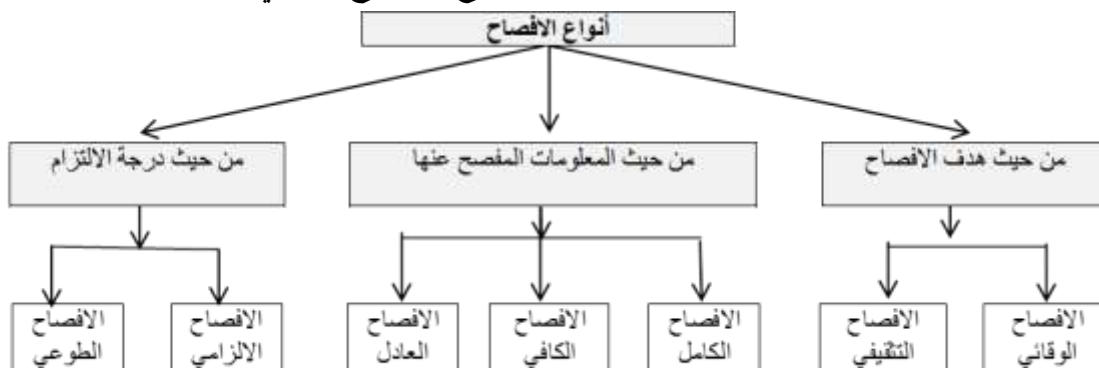 أنواع الافصاح
من حيث هدف الافصاح
من حيث المعلومات المفصح عنها
من حيث درجة الالتزام
الافصاح
الوقائي
الافصاح
التثقيفي
الافصاح
الكامل
الافصاح
الكافي
الافصاح
العادل
الافصاح
الالزامي
الافصاح
الطوعي